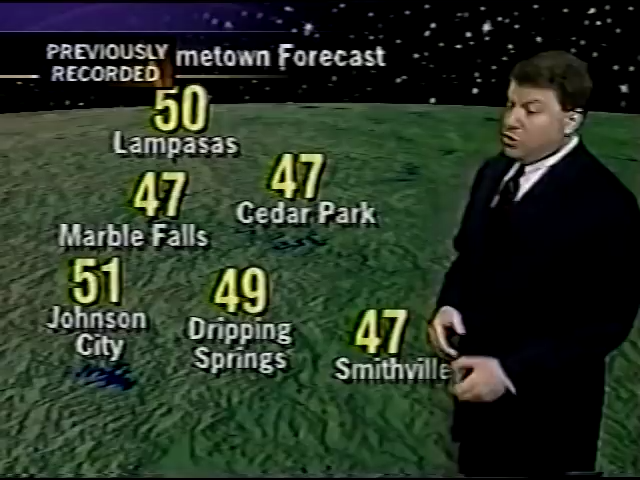 PREVIOUSLY
RECORDED
metown Forecast
50
Lampasas
47
Marble Falls
47
Cedar Park
51
Johnson
City
49
Dripping
Springs
47
Smithville